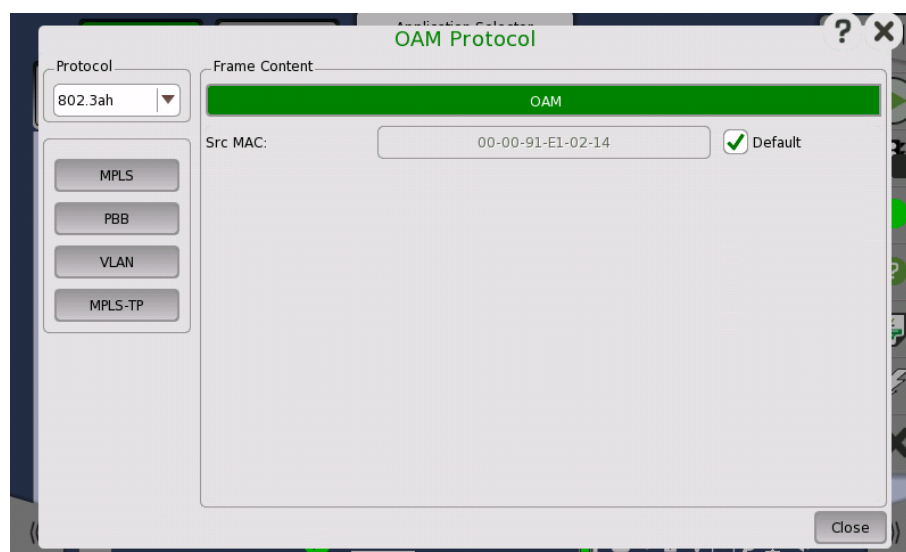 OAM Protocol
?
Protocol
Frame Content
802.3ah
OAM
Src MAC:
00-00-91-E1-02-14
Default
MPLS
PBB
VLAN
MPLS-TP
Close